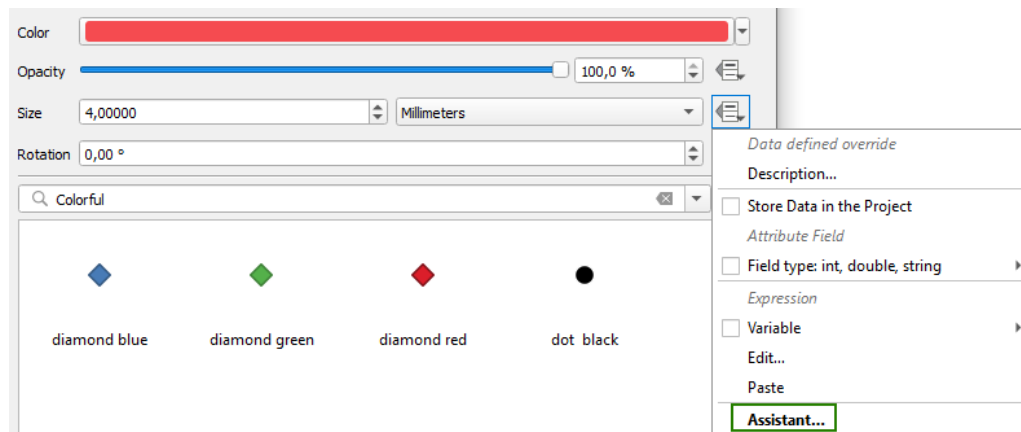 Color
Opacity 100,0 %
Size 4,00000 Millimeters
Rotation 0,00 °
Colorful
diamond blue diamond green diamond red dot black
Data defined override
Description...
Store Data in the Project
Attribute Field
Field type: int, double, string
Expression
Variable
Edit...
Paste
Assistant...